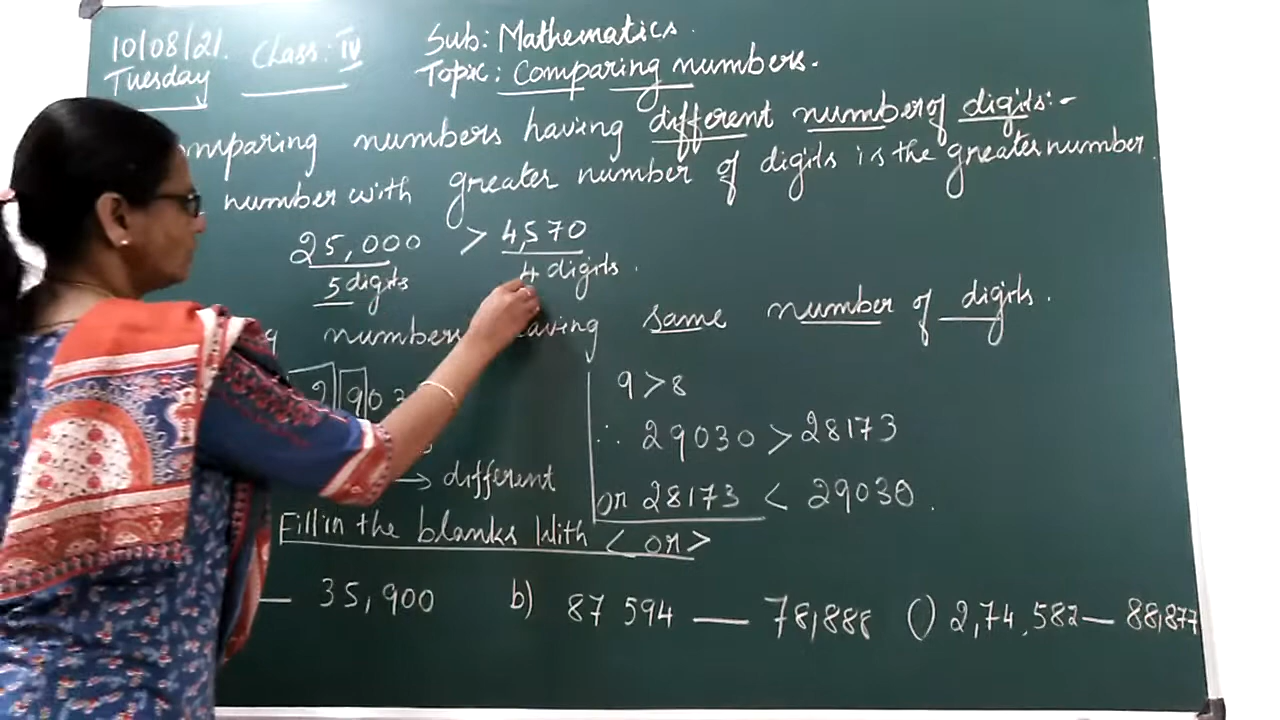 10/08/21. Class: IV Sub: Mathematics.
Tuesday Topic: Comparing numbers.
omparing numbers having different number of digits:-
number with greater number of digits is the greater number.
25,000 > 4,570
5 digits 4 digits.
g numbers having same number of digits.
2903
9>8
∴ 29030 > 28173
→ different
or 28173 < 29030.
Fill in the blanks with < or >
— 35,900 b) 87 594 — 78,888 c) 2,74,582 — 88,877